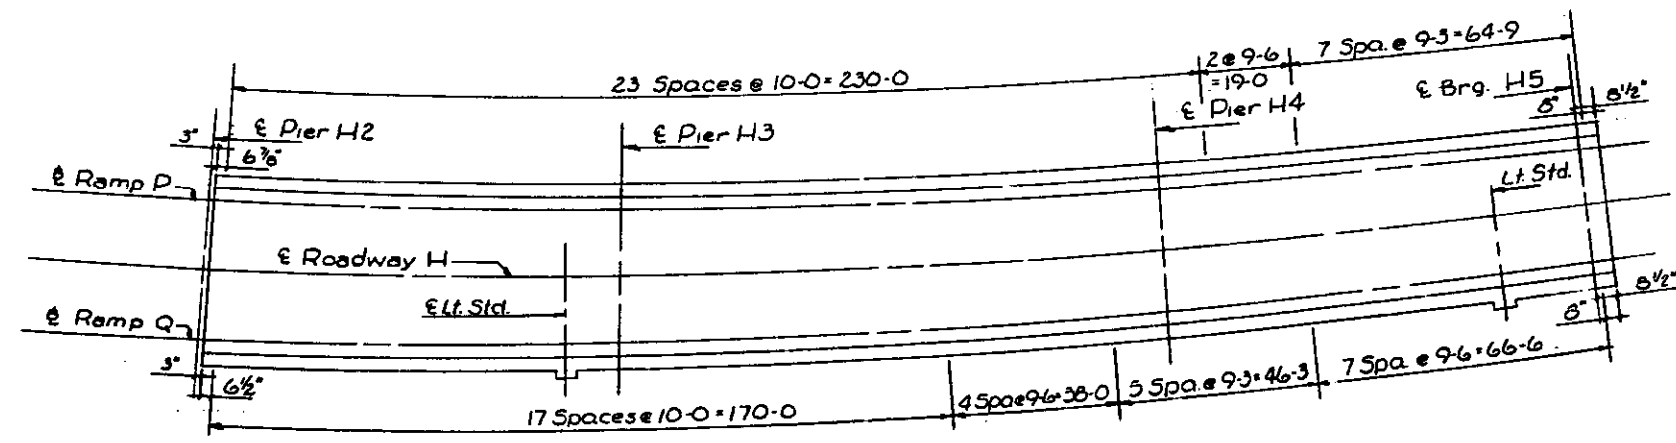 23 Spaces @ 10-0 = 230-0
2 @ 9-6
= 19-0
7 Spa. @ 9-3 = 64-9
℄ Brg. H5
8"
8½"
℄ Pier H4
3"
℄ Pier H2
6⅞"
℄ Pier H3
℄ Ramp P
Lt. Std.
℄ Roadway H
℄ Lt. Std.
℄ Ramp Q
3"
6½"
8"
8½"
17 Spaces @ 10-0 = 170-0
4 Spa @ 9-6 = 38-0
5 Spa. @ 9-3 = 46-3
7 Spa @ 9-6 = 66-6